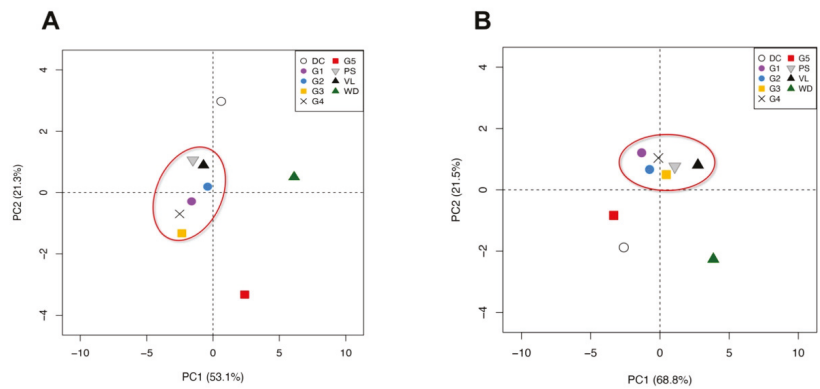 A
4
2
0
-2
-4
PC2 (21.3%)
DC G5
G1 PS
G2 VL
G3 WD
G4
-10 -5 0 5 10
PC1 (53.1%)
B
4
2
0
-2
-4
PC2 (21.5%)
DC G5
G1 PS
G2 VL
G3 WD
G4
-10 -5 0 5 10
PC1 (68.8%)